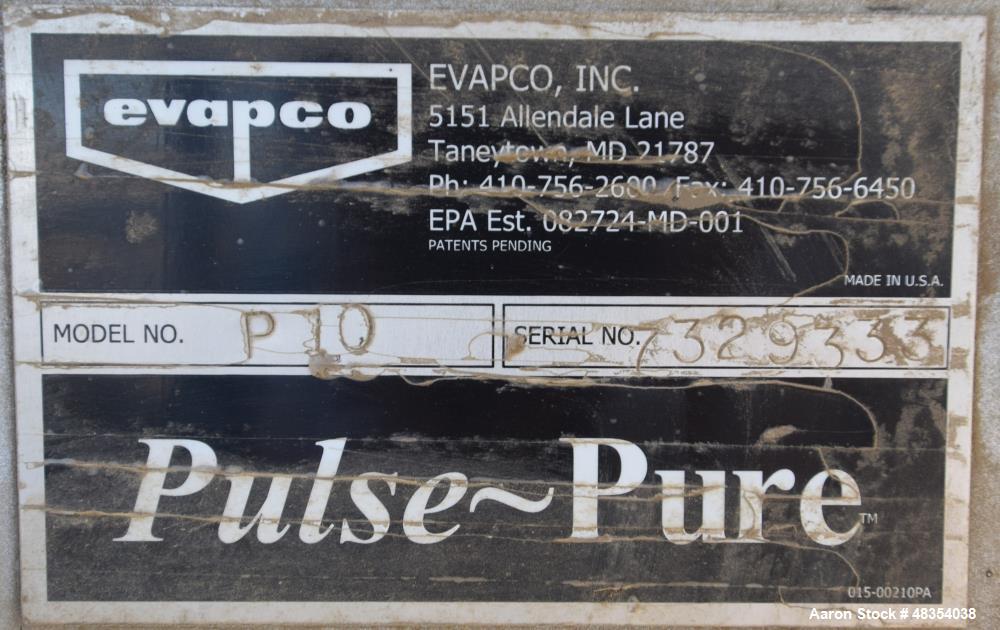 evapco
EVAPCO, INC.
5151 Allendale Lane
Taneytown, MD 21787
Ph: 410-756-2600 Fax: 410-756-6450
EPA Est. 082724-MD-001
PATENTS PENDING
MADE IN U.S.A.
MODEL NO. P10
SERIAL NO. 7329333
Pulse~Pure™
015-00210PA
Aaron Stock # 48354038